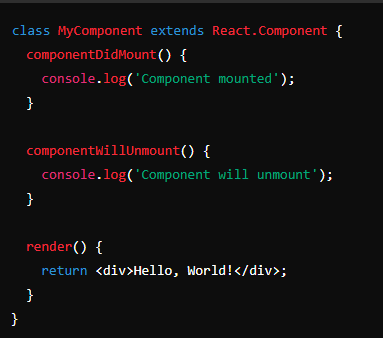 class MyComponent extends React.Component {
  componentDidMount() {
    console.log('Component mounted');
  }

  componentWillUnmount() {
    console.log('Component will unmount');
  }

  render() {
    return <div>Hello, World!</div>;
  }
}